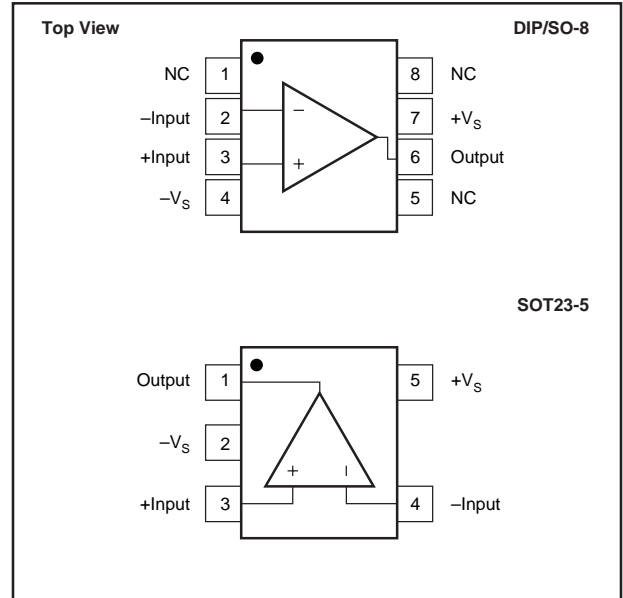 Top View DIP/SO-8
NC 1 8 NC
–Input 2 – 7 +VS
+Input 3 + 6 Output
–VS 4 5 NC
SOT23-5
Output 1 5 +VS
–VS 2
+Input 3 + – 4 –Input